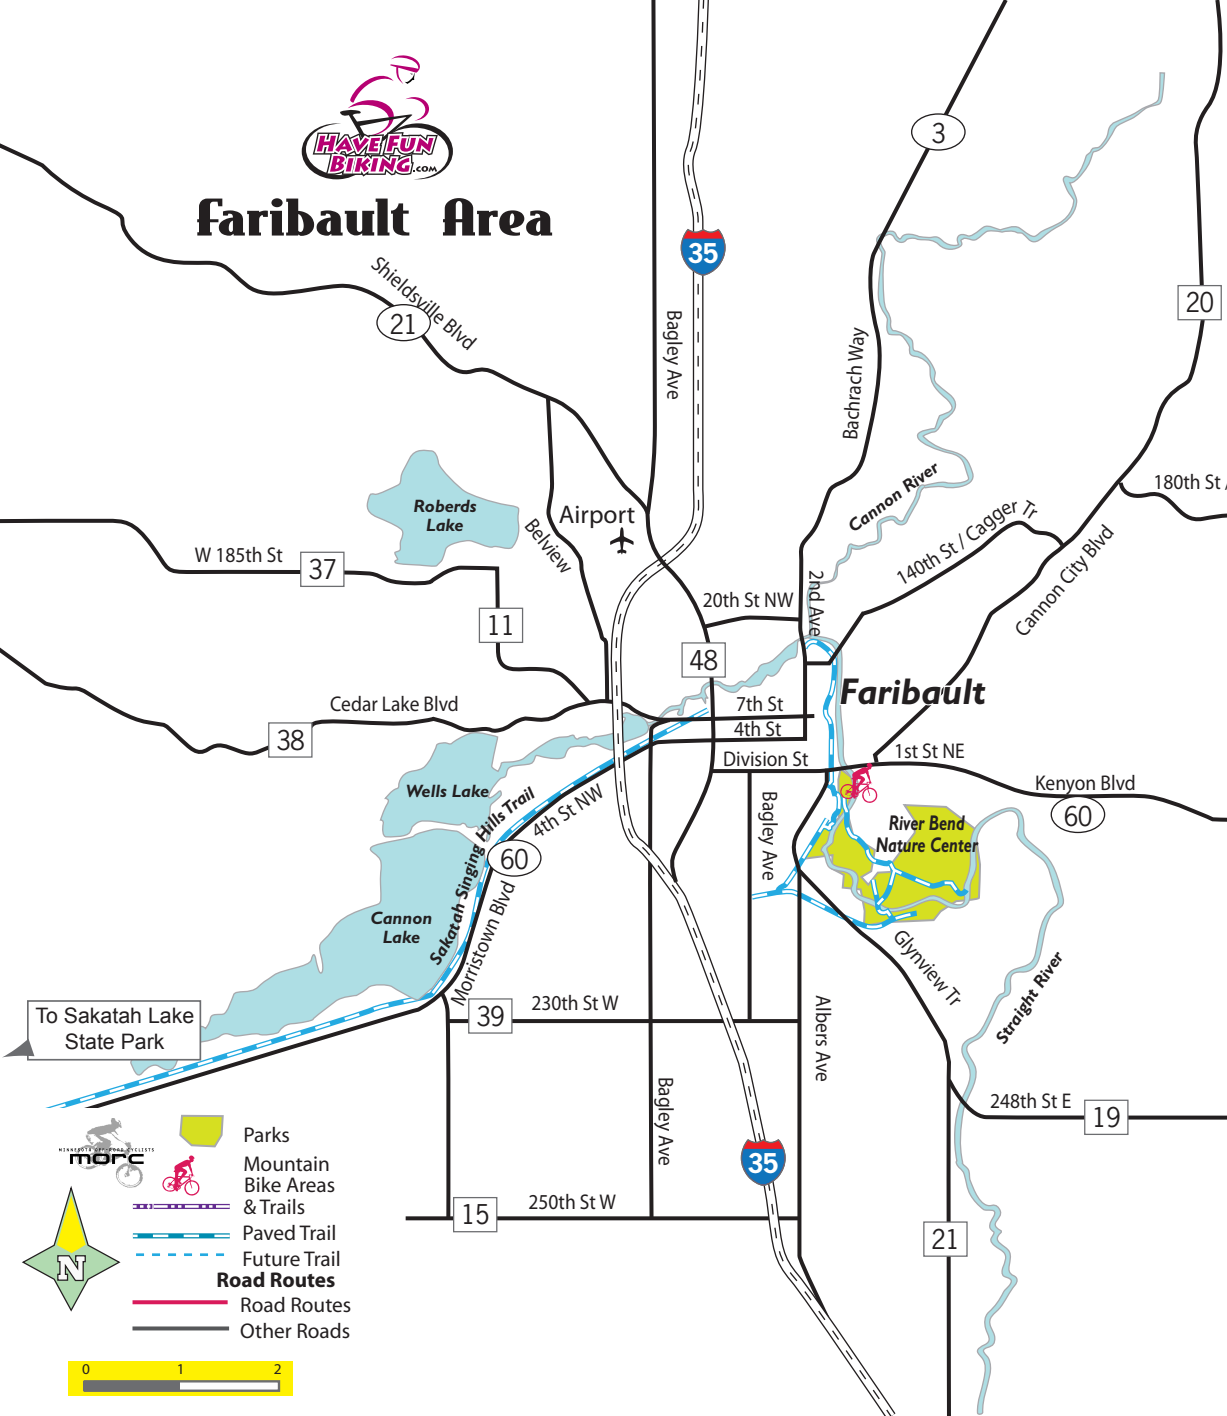 HAVE FUN
BIKING.COM
Faribault Area
3
35
20
Shieldsville Blvd
21
Bagley Ave
Bachrach Way
Cannon River
180th St
Roberds
Lake
Airport
Belview
140th St / Cagger Tr
Cannon City Blvd
W 185th St
37
11
20th St NW
2nd Ave
48
Faribault
Cedar Lake Blvd
38
7th St
4th St
Division St
1st St NE
Kenyon Blvd
60
Wells Lake
Sakatah Singing Hills Trail
4th St NW
60
Bagley Ave
River Bend
Nature Center
Cannon
Lake
Morristown Blvd
Glynview Tr
Straight River
To Sakatah Lake
State Park
39
230th St W
Albers Ave
Bagley Ave
248th St E
19
35
15
250th St W
21
MINNESOTA OFF-ROAD CYCLISTS
morc
Parks
Mountain
Bike Areas
& Trails
Paved Trail
Future Trail
Road Routes
Road Routes
Other Roads
N
0 1 2